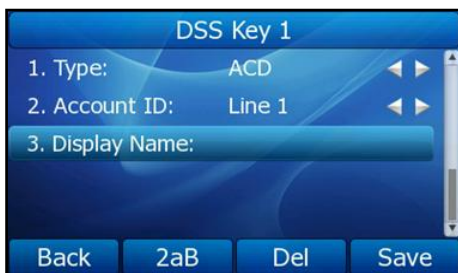 DSS Key 1
1. Type: ACD
2. Account ID: Line 1
3. Display Name:
Back 2aB Del Save